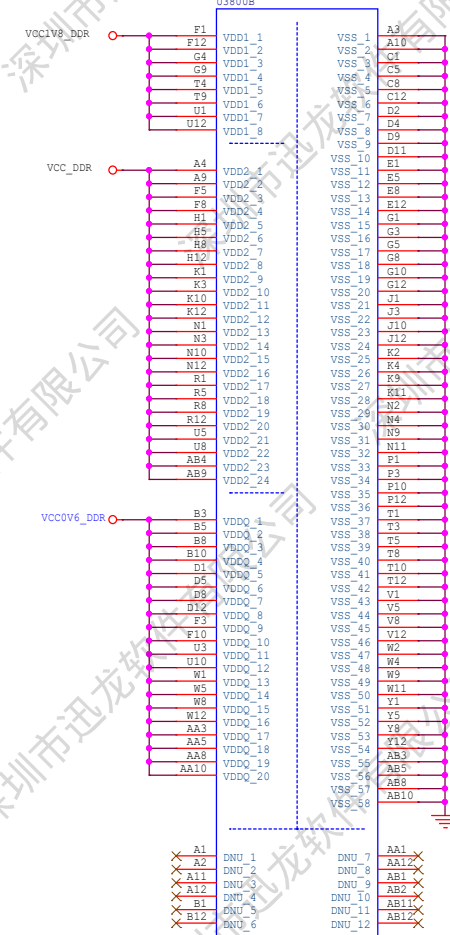 U3800B
VCC1V8_DDR F1 VDD1_1 VSS_1 A3
F12 VDD1_2 VSS_2 A10
G4 VDD1_3 VSS_3 C1
G9 VDD1_4 VSS_4 C5
T4 VDD1_5 VSS_5 C8
T9 VDD1_6 VSS_6 C12
U1 VDD1_7 VSS_7 D2
U12 VDD1_8 VSS_8 D4
VSS_9 D9
VSS_10 D11
VCC_DDR A4 VDD2_1 VSS_11 E1
A9 VDD2_2 VSS_12 E5
F5 VDD2_3 VSS_13 E8
F8 VDD2_4 VSS_14 E12
H1 VDD2_5 VSS_15 G1
H5 VDD2_6 VSS_16 G3
H8 VDD2_7 VSS_17 G5
H12 VDD2_8 VSS_18 G8
K1 VDD2_9 VSS_19 G10
K3 VDD2_10 VSS_20 G12
K10 VDD2_11 VSS_21 J1
K12 VDD2_12 VSS_22 J3
N1 VDD2_13 VSS_23 J10
N3 VDD2_14 VSS_24 J12
N10 VDD2_15 VSS_25 K2
N12 VDD2_16 VSS_26 K4
R1 VDD2_17 VSS_27 K9
R5 VDD2_18 VSS_28 K11
R8 VDD2_19 VSS_29 N2
R12 VDD2_20 VSS_30 N4
U5 VDD2_21 VSS_31 N9
U8 VDD2_22 VSS_32 N11
AB4 VDD2_23 VSS_33 P1
AB9 VDD2_24 VSS_34 P3
VSS_35 P10
VSS_36 P12
VCC0V6_DDR B3 VDDQ_1 VSS_37 T1
B5 VDDQ_2 VSS_38 T3
B8 VDDQ_3 VSS_39 T5
B10 VDDQ_4 VSS_40 T8
D1 VDDQ_5 VSS_41 T10
D5 VDDQ_6 VSS_42 T12
D8 VDDQ_7 VSS_43 V1
D12 VDDQ_8 VSS_44 V5
F3 VDDQ_9 VSS_45 V8
F10 VDDQ_10 VSS_46 V12
U3 VDDQ_11 VSS_47 W2
U10 VDDQ_12 VSS_48 W4
W1 VDDQ_13 VSS_49 W9
W5 VDDQ_14 VSS_50 W11
W8 VDDQ_15 VSS_51 Y1
W12 VDDQ_16 VSS_52 Y5
AA3 VDDQ_17 VSS_53 Y8
AA5 VDDQ_18 VSS_54 Y12
AA8 VDDQ_19 VSS_55 AB3
AA10 VDDQ_20 VSS_56 AB5
VSS_57 AB8
VSS_58 AB10
A1 DNU_1 DNU_7 AA1
A2 DNU_2 DNU_8 AA12
A11 DNU_3 DNU_9 AB1
A12 DNU_4 DNU_10 AB2
B1 DNU_5 DNU_11 AB11
B12 DNU_6 DNU_12 AB12
深圳市迅龙软件有限公司